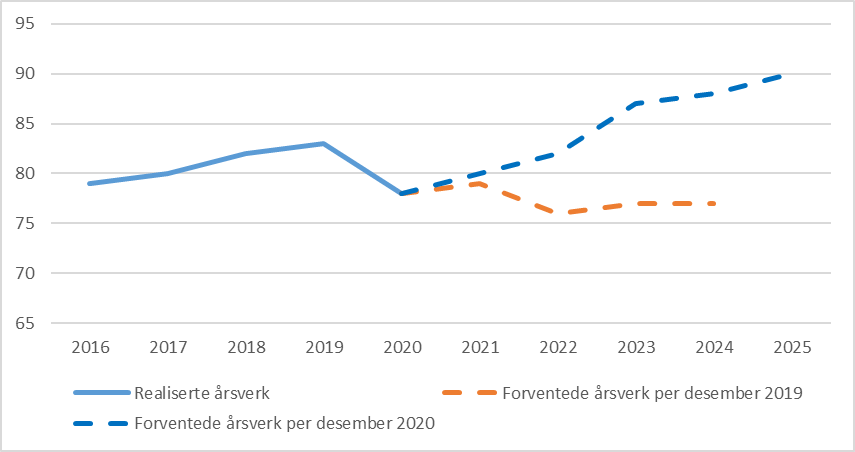 95
90
85
80
75
70
65
2016 2017 2018 2019 2020 2021 2022 2023 2024 2025
Realiserte årsverk Forventede årsverk per desember 2019
Forventede årsverk per desember 2020